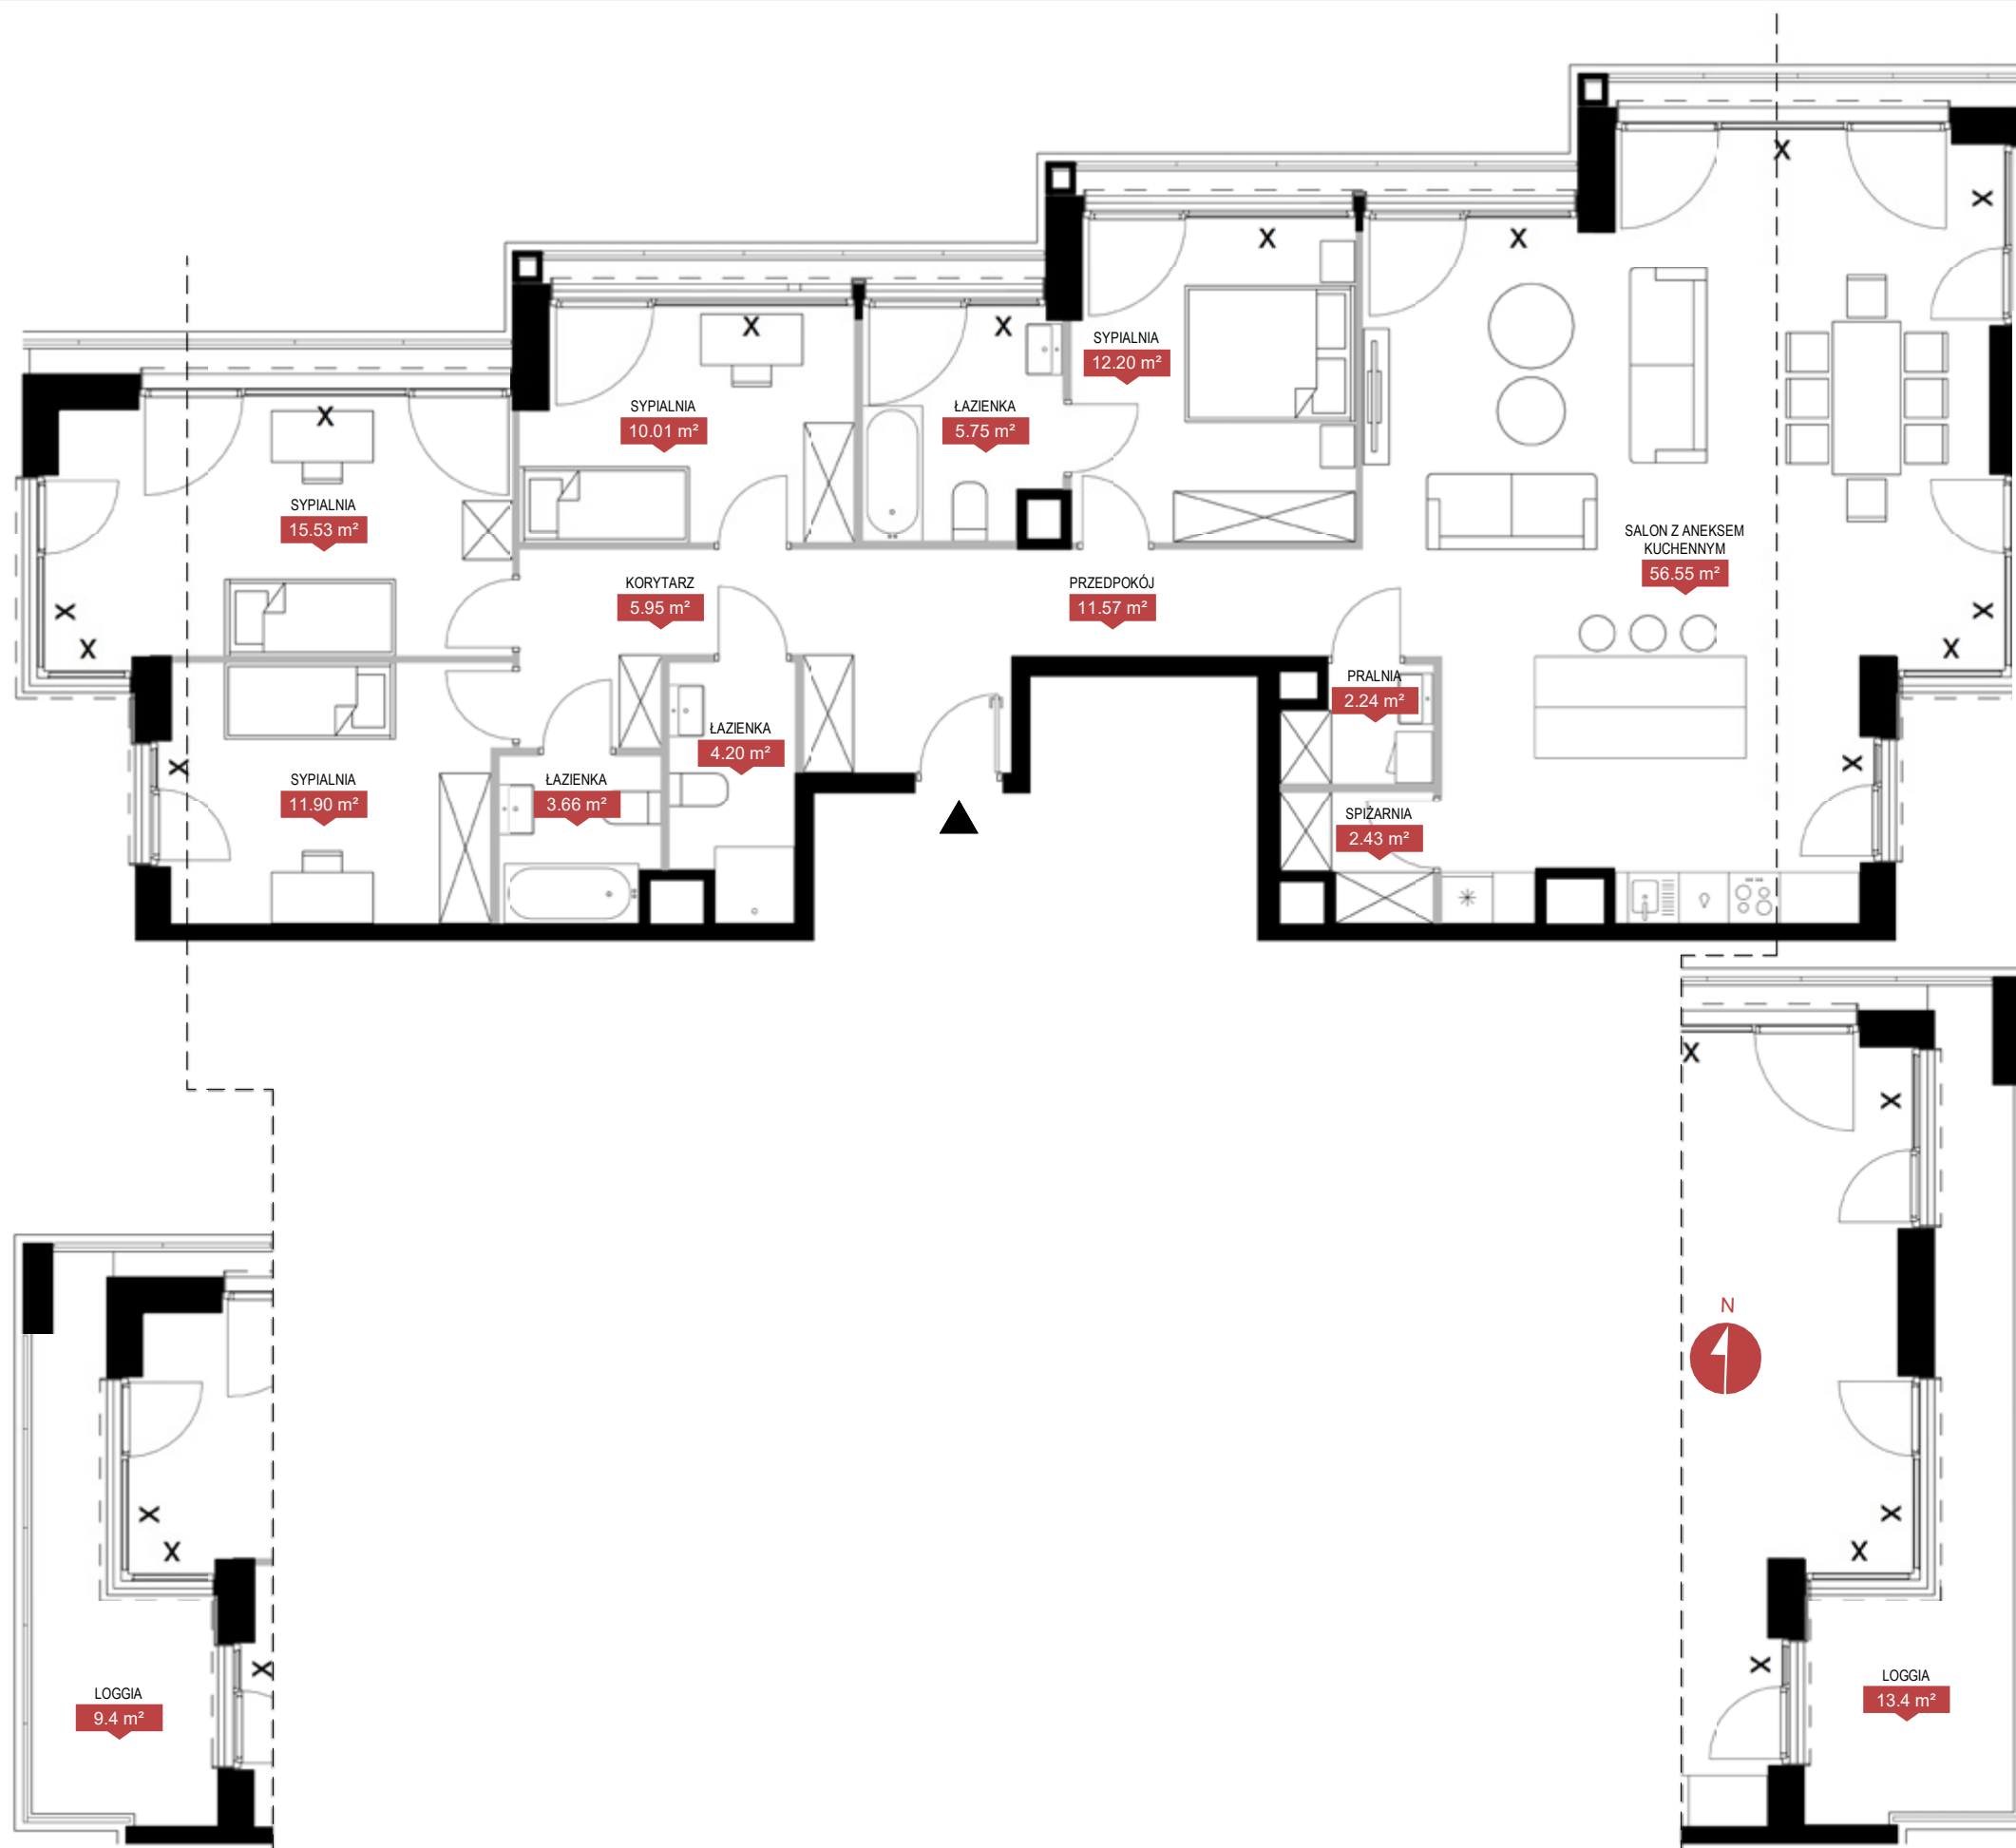 SYPIALNIA
12.20 m²
SYPIALNIA
10.01 m²
ŁAZIENKA
5.75 m²
SYPIALNIA
15.53 m²
SALON Z ANEKSEM
KUCHENNYM
56.55 m²
KORYTARZ
5.95 m²
PRZEDPOKÓJ
11.57 m²
PRALNIA
2.24 m²
ŁAZIENKA
4.20 m²
SYPIALNIA
11.90 m²
ŁAZIENKA
3.66 m²
SPIŻARNIA
2.43 m²
N
LOGGIA
9.4 m²
LOGGIA
13.4 m²